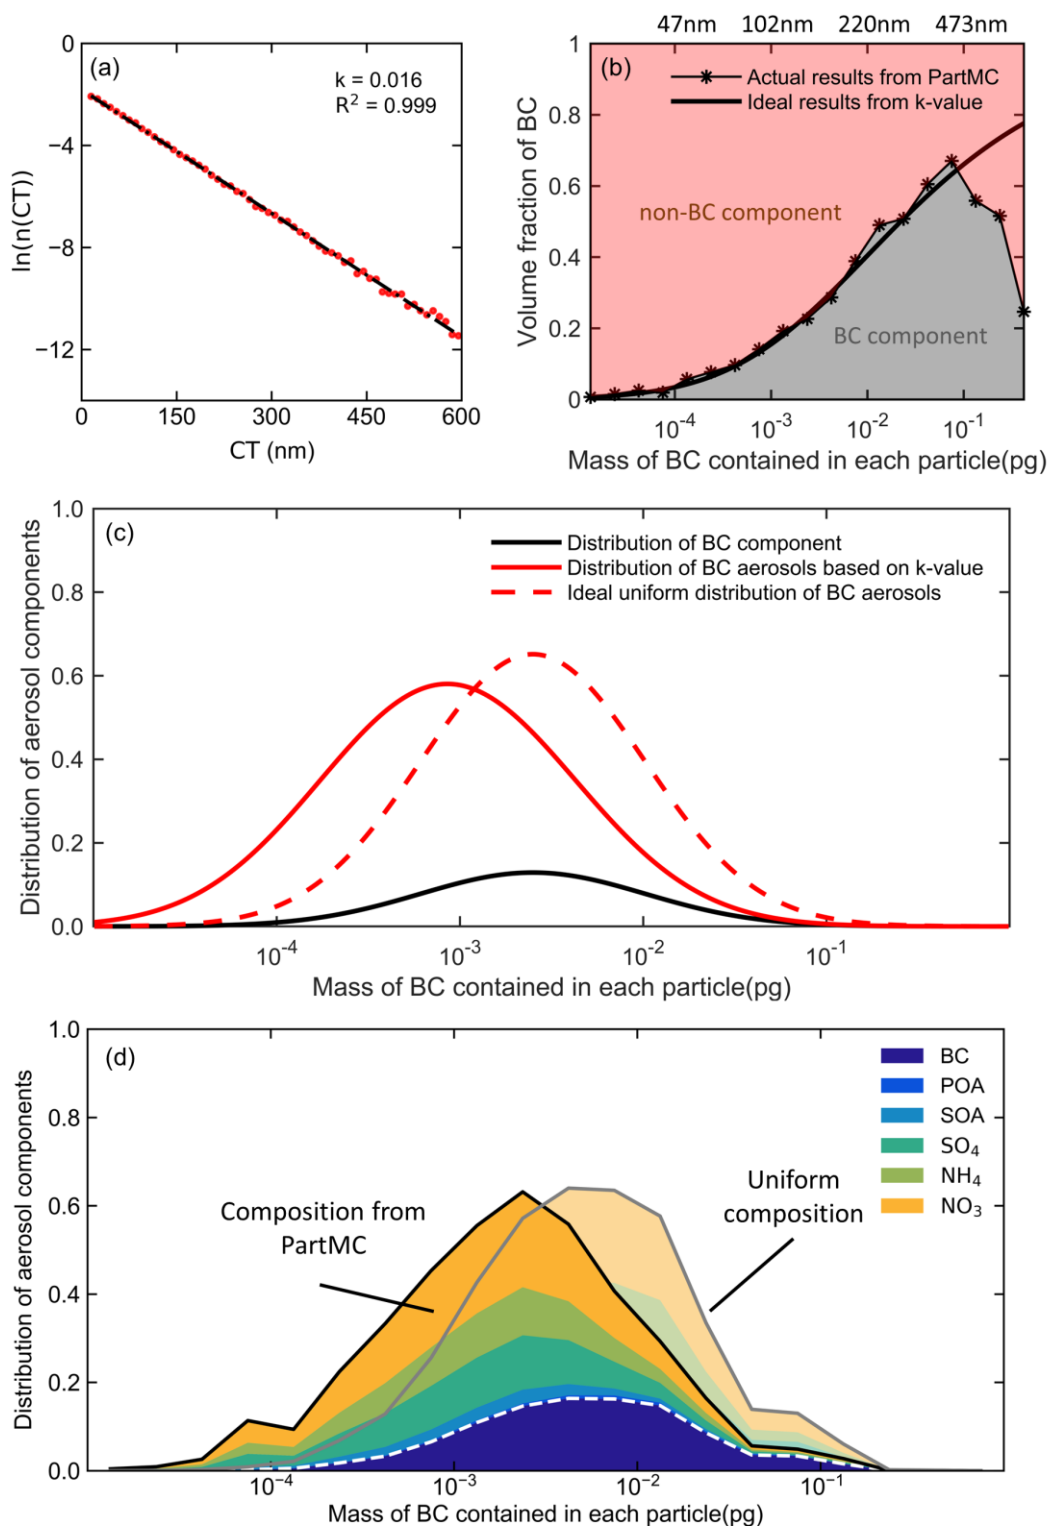 (a)
k = 0.016
R² = 0.999
0
−4
−8
−12
ln(n(CT))
0 150 300 450 600
CT (nm)
47nm 102nm 220nm 473nm
(b)
Actual results from PartMC
Ideal results from k-value
non-BC component
BC component
1
0.8
0.6
0.4
0.2
0
Volume fraction of BC
10⁻⁴ 10⁻³ 10⁻² 10⁻¹
Mass of BC contained in each particle(pg)
(c)
Distribution of BC component
Distribution of BC aerosols based on k-value
Ideal uniform distribution of BC aerosols
1.0
0.8
0.6
0.4
0.2
0.0
Distribution of aerosol components
10⁻⁴ 10⁻³ 10⁻² 10⁻¹
Mass of BC contained in each particle(pg)
(d)
BC
POA
SOA
SO₄
NH₄
NO₃
Composition from
PartMC
Uniform
composition
1.0
0.8
0.6
0.4
0.2
0.0
Distribution of aerosol components
10⁻⁴ 10⁻³ 10⁻² 10⁻¹
Mass of BC contained in each particle(pg)